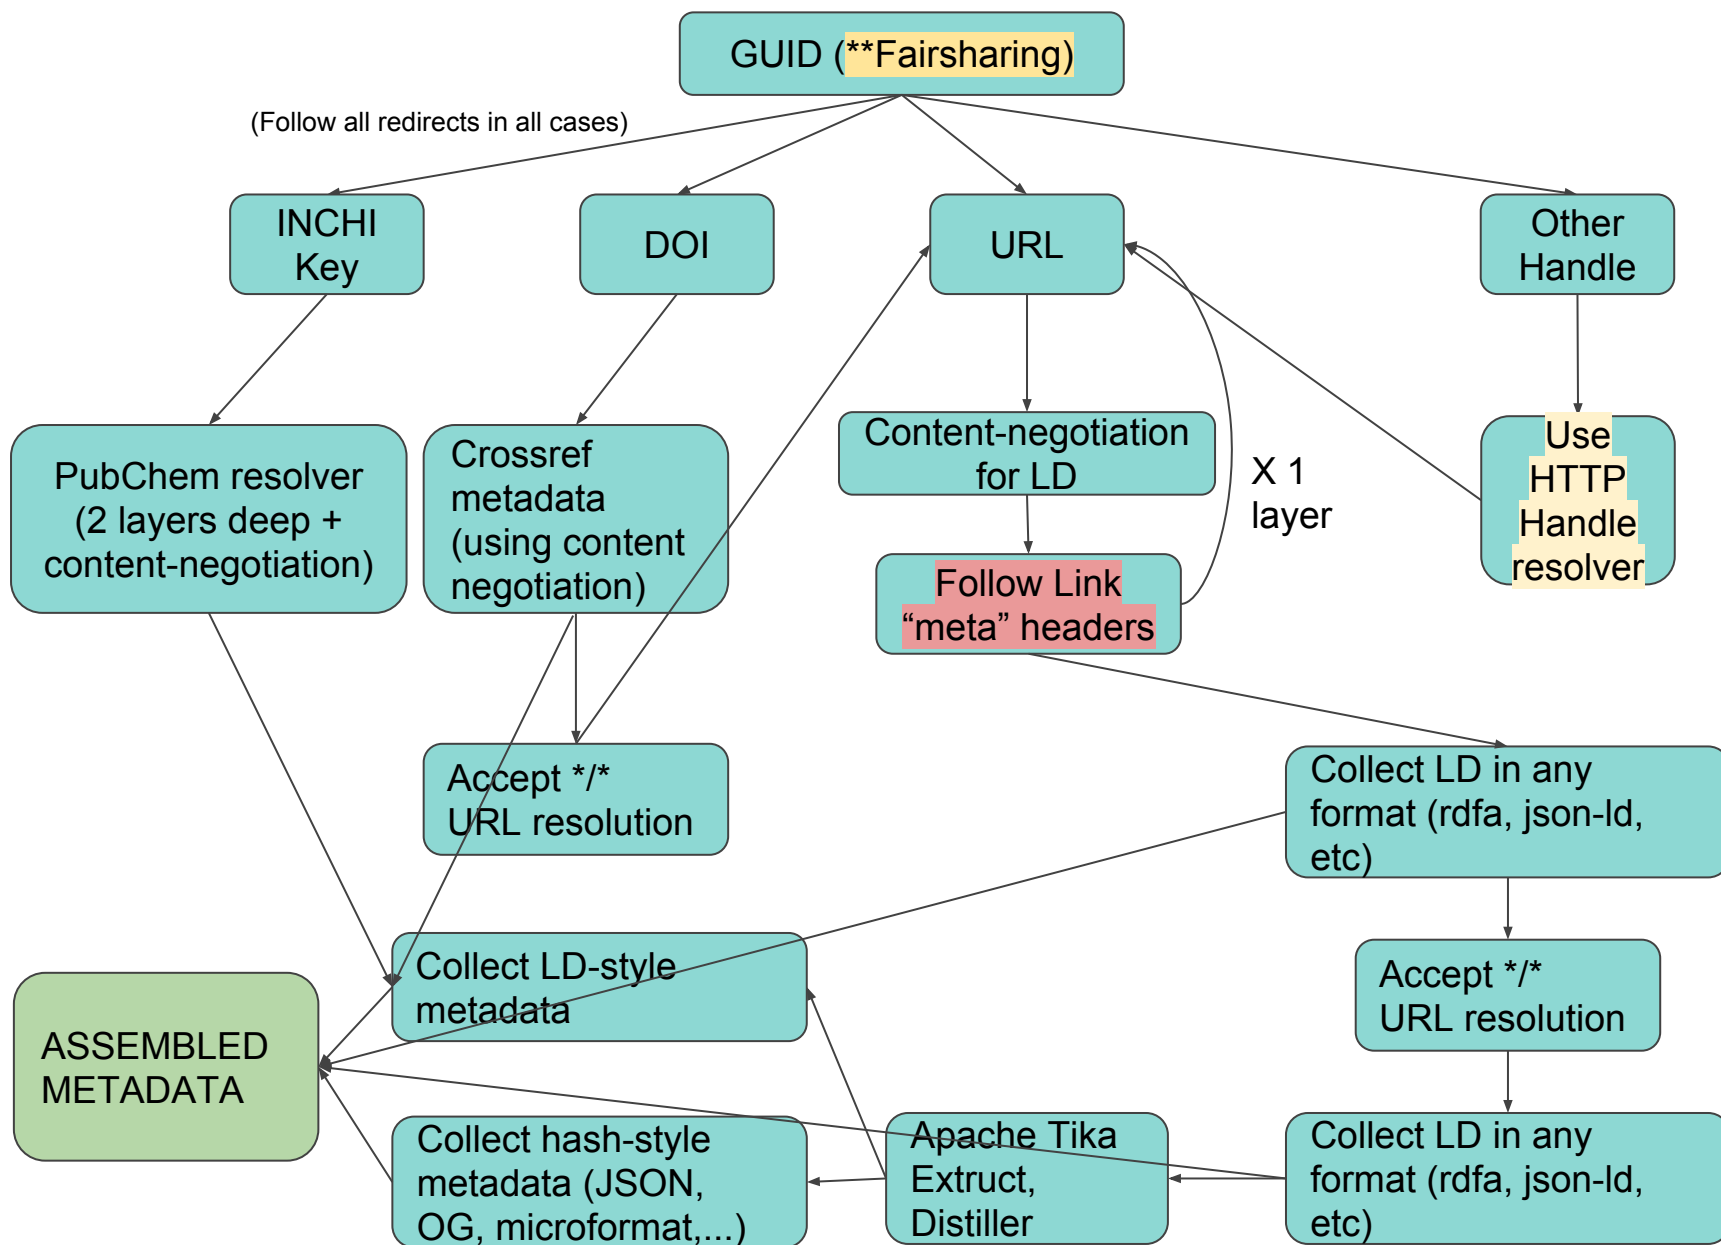 GUID (**Fairsharing)
(Follow all redirects in all cases)
INCHI
Key
DOI
URL
Other
Handle
PubChem resolver
(2 layers deep +
content-negotiation)
Crossref
metadata
(using content
negotiation)
Content-negotiation
for LD
X 1
layer
Use
HTTP
Handle
resolver
Follow Link
“meta” headers
Accept */*
URL resolution
Collect LD in any
format (rdfa, json-ld,
etc)
Collect LD-style
metadata
Accept */*
URL resolution
ASSEMBLED
METADATA
Collect hash-style
metadata (JSON,
OG, microformat,...)
Apache Tika
Extruct,
Distiller
Collect LD in any
format (rdfa, json-ld,
etc)